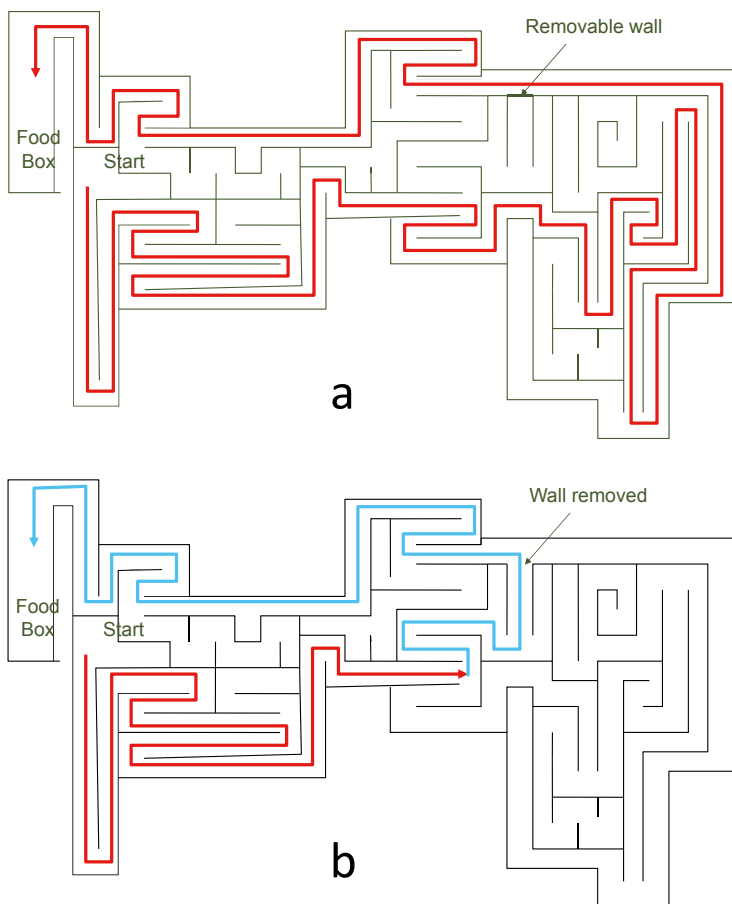 Removable wall
Food
Box
Start
a
Wall removed
Food
Box
Start
b